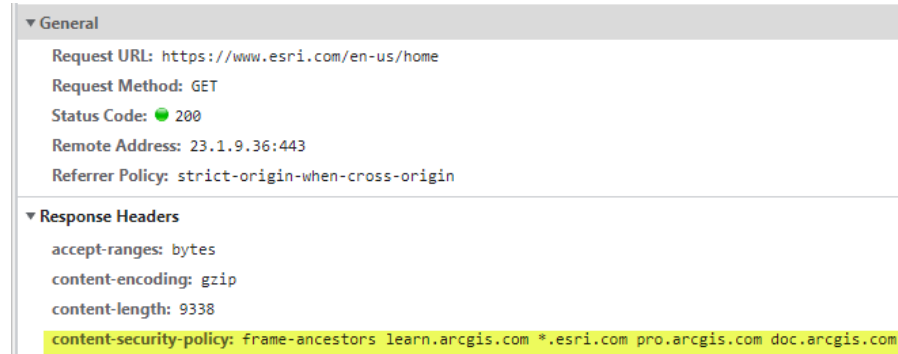 General
Request URL: https://www.esri.com/en-us/home
Request Method: GET
Status Code: 200
Remote Address: 23.1.9.36:443
Referrer Policy: strict-origin-when-cross-origin
Response Headers
accept-ranges: bytes
content-encoding: gzip
content-length: 9338
content-security-policy: frame-ancestors learn.arcgis.com *.esri.com pro.arcgis.com doc.arcgis.com